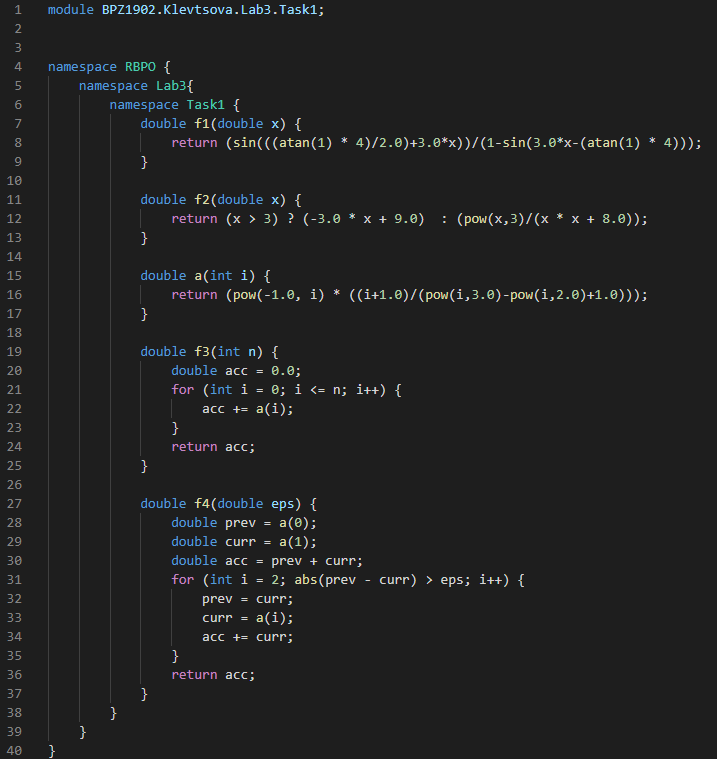 1 module BPZ1902.Klevtsova.Lab3.Task1;
2
3
4 namespace RBPO {
5     namespace Lab3{
6         namespace Task1 {
7             double f1(double x) {
8                 return (sin(((atan(1) * 4)/2.0)+3.0*x))/(1-sin(3.0*x-(atan(1) * 4)));
9             }
10
11             double f2(double x) {
12                 return (x > 3) ? (-3.0 * x + 9.0)  : (pow(x,3)/(x * x + 8.0));
13             }
14
15             double a(int i) {
16                 return (pow(-1.0, i) * ((i+1.0)/(pow(i,3.0)-pow(i,2.0)+1.0)));
17             }
18
19             double f3(int n) {
20                 double acc = 0.0;
21                 for (int i = 0; i <= n; i++) {
22                     acc += a(i);
23                 }
24                 return acc;
25             }
26
27             double f4(double eps) {
28                 double prev = a(0);
29                 double curr = a(1);
30                 double acc = prev + curr;
31                 for (int i = 2; abs(prev - curr) > eps; i++) {
32                     prev = curr;
33                     curr = a(i);
34                     acc += curr;
35                 }
36                 return acc;
37             }
38         }
39     }
40 }